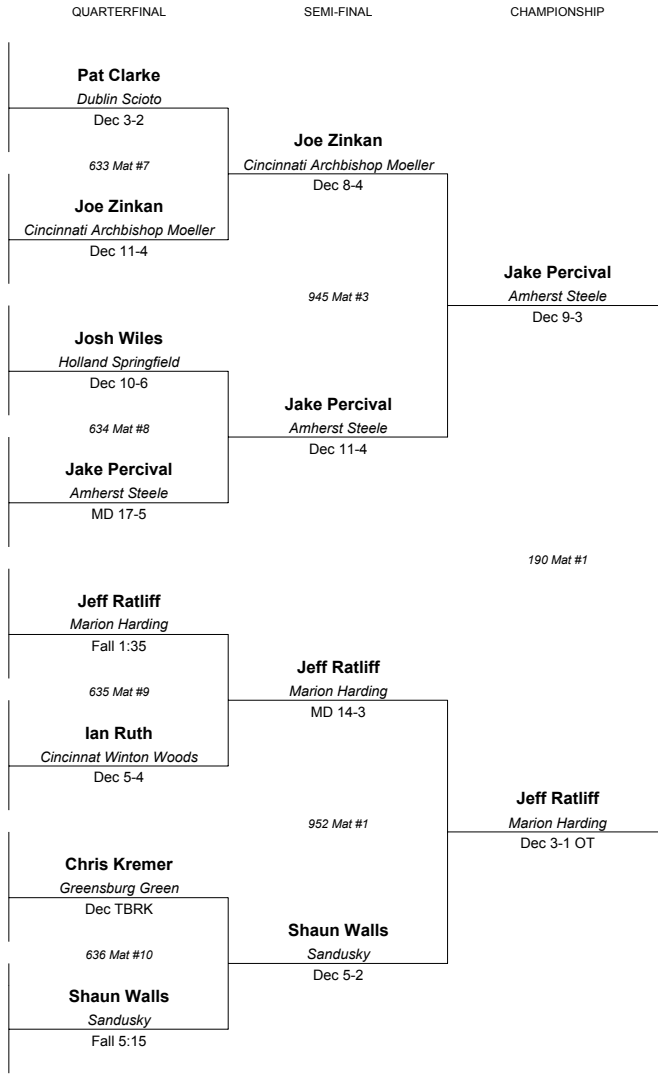 QUARTERFINAL SEMI-FINAL CHAMPIONSHIP
Pat Clarke
Dublin Scioto
Dec 3-2
633 Mat #7
Joe Zinkan
Cincinnati Archbishop Moeller
Dec 11-4
Josh Wiles
Holland Springfield
Dec 10-6
634 Mat #8
Jake Percival
Amherst Steele
MD 17-5
Jeff Ratliff
Marion Harding
Fall 1:35
635 Mat #9
Ian Ruth
Cincinnat Winton Woods
Dec 5-4
Chris Kremer
Greensburg Green
Dec TBRK
636 Mat #10
Shaun Walls
Sandusky
Fall 5:15
Joe Zinkan
Cincinnati Archbishop Moeller
Dec 8-4
945 Mat #3
Jake Percival
Amherst Steele
Dec 11-4
Jeff Ratliff
Marion Harding
MD 14-3
952 Mat #1
Shaun Walls
Sandusky
Dec 5-2
Jake Percival
Amherst Steele
Dec 9-3
190 Mat #1
Jeff Ratliff
Marion Harding
Dec 3-1 OT